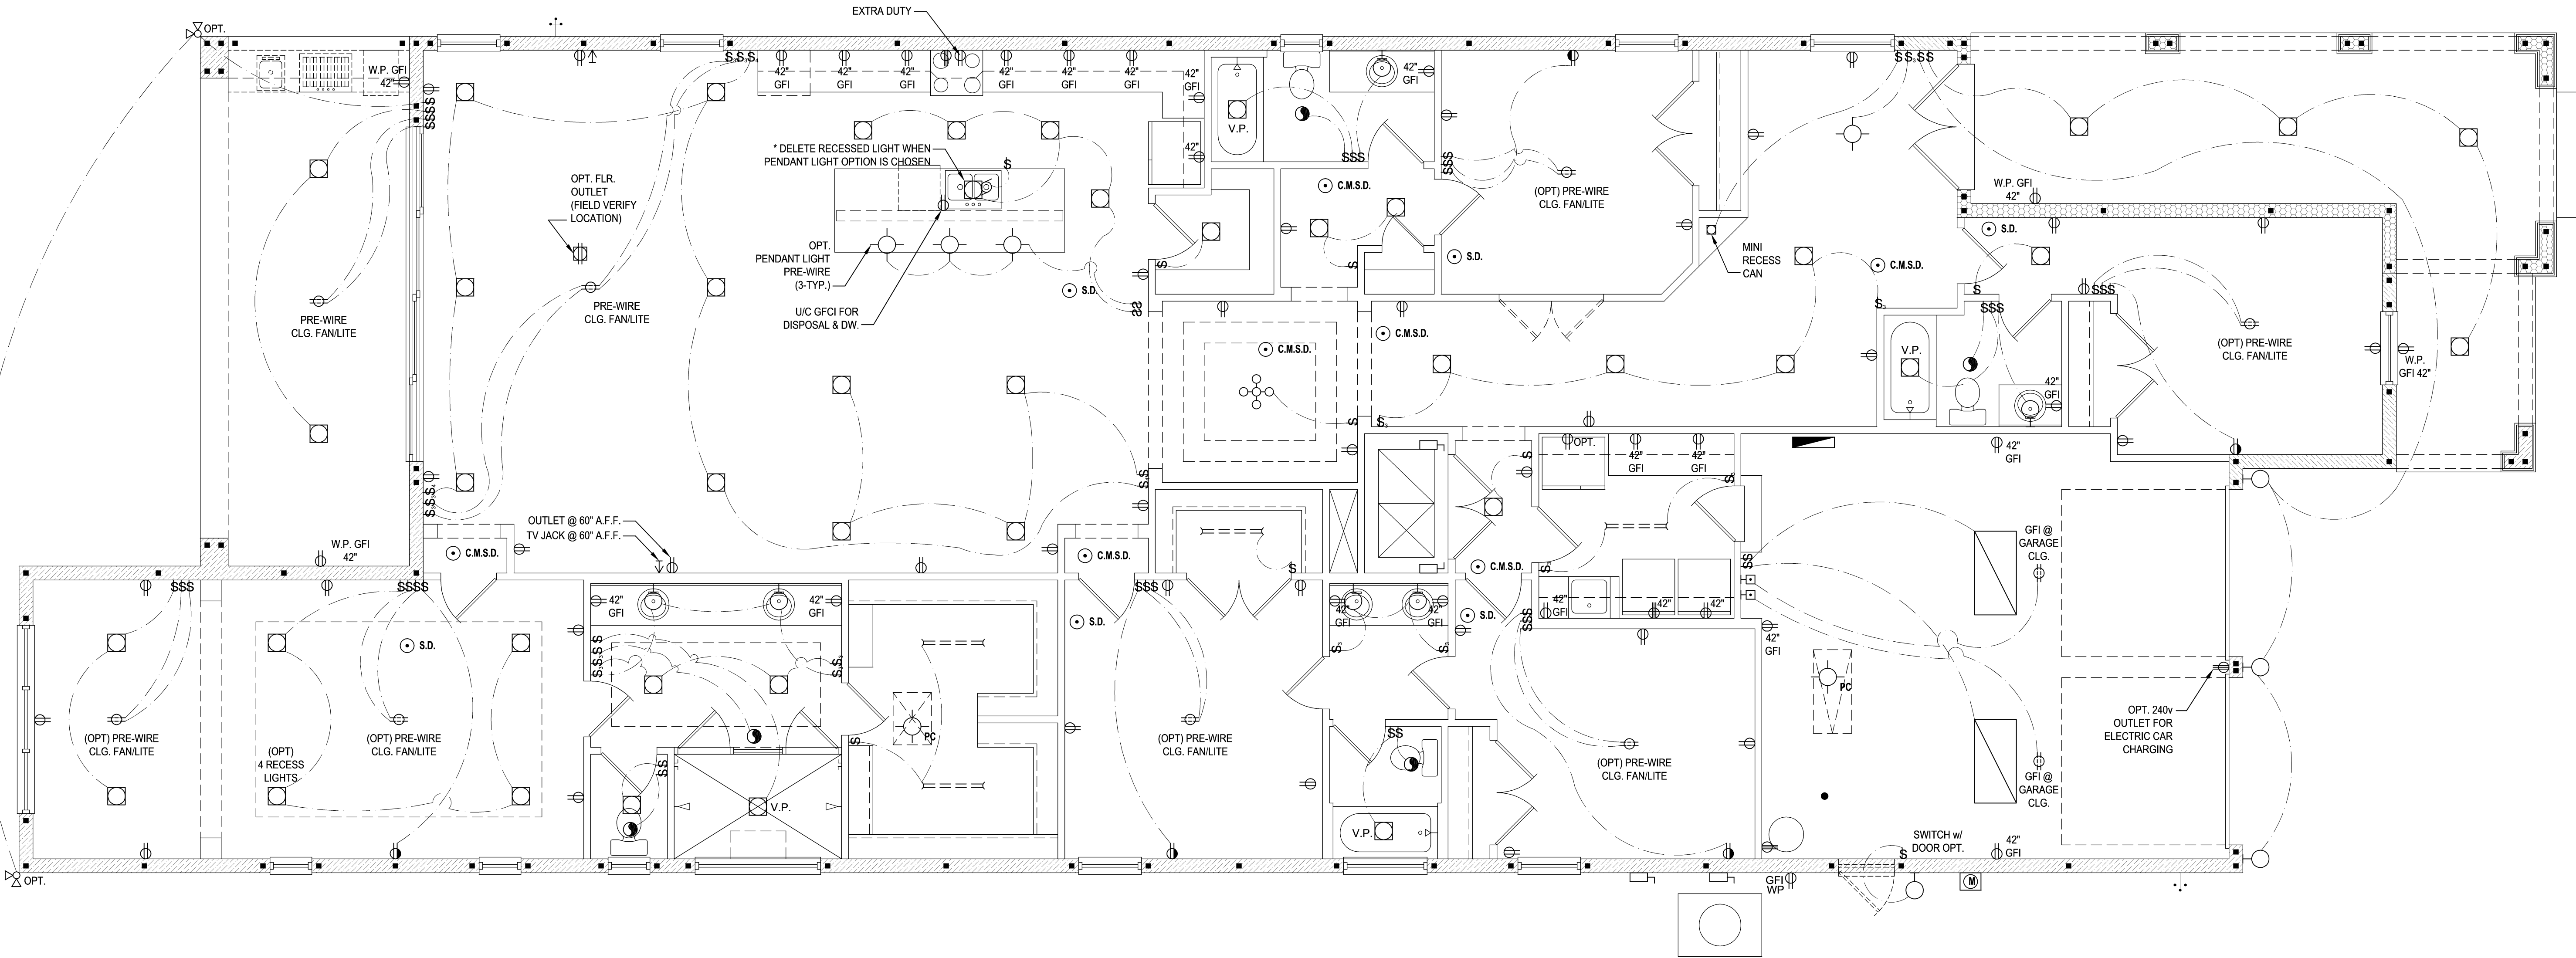 EXTRA DUTY
OPT.
W.P. GFI
42"
42"
GFI
42"
GFI
42"
GFI
42"
GFI
42"
GFI
42"
GFI
42"
GFI
42"
V.P.
42"
GFI
* DELETE RECESSED LIGHT WHEN
PENDANT LIGHT OPTION IS CHOSEN
OPT. FLR.
OUTLET
(FIELD VERIFY
LOCATION)
OPT.
PENDANT LIGHT
PRE-WIRE
(3-TYP.)
U/C GFCI FOR
DISPOSAL & DW.
PRE-WIRE
CLG. FAN/LITE
PRE-WIRE
CLG. FAN/LITE
S.D.
C.M.S.D.
(OPT) PRE-WIRE
CLG. FAN/LITE
S.D.
MINI
RECESS
CAN
C.M.S.D.
C.M.S.D.
C.M.S.D.
W.P. GFI
42"
S.D.
V.P.
42"
GFI
(OPT) PRE-WIRE
CLG. FAN/LITE
W.P.
GFI 42"
OPT.
42"
GFI
42"
GFI
42"
GFI
OUTLET @ 60" A.F.F.
TV JACK @ 60" A.F.F.
W.P. GFI
42"
C.M.S.D.
C.M.S.D.
C.M.S.D.
GFI @
GARAGE
CLG.
42"
GFI
42"
GFI
42"
GFI
42"
GFI
42"
GFI
42"
42"
42"
GFI
S.D.
S.D.
S.D.
PC
PC
(OPT) PRE-WIRE
CLG. FAN/LITE
(OPT)
4 RECESS
LIGHTS
(OPT) PRE-WIRE
CLG. FAN/LITE
V.P.
(OPT) PRE-WIRE
CLG. FAN/LITE
V.P.
(OPT) PRE-WIRE
CLG. FAN/LITE
OPT. 240v
OUTLET FOR
ELECTRIC CAR
CHARGING
GFI @
GARAGE
CLG.
SWITCH w/
DOOR OPT.
42"
GFI
OPT.
GFI
WP
M